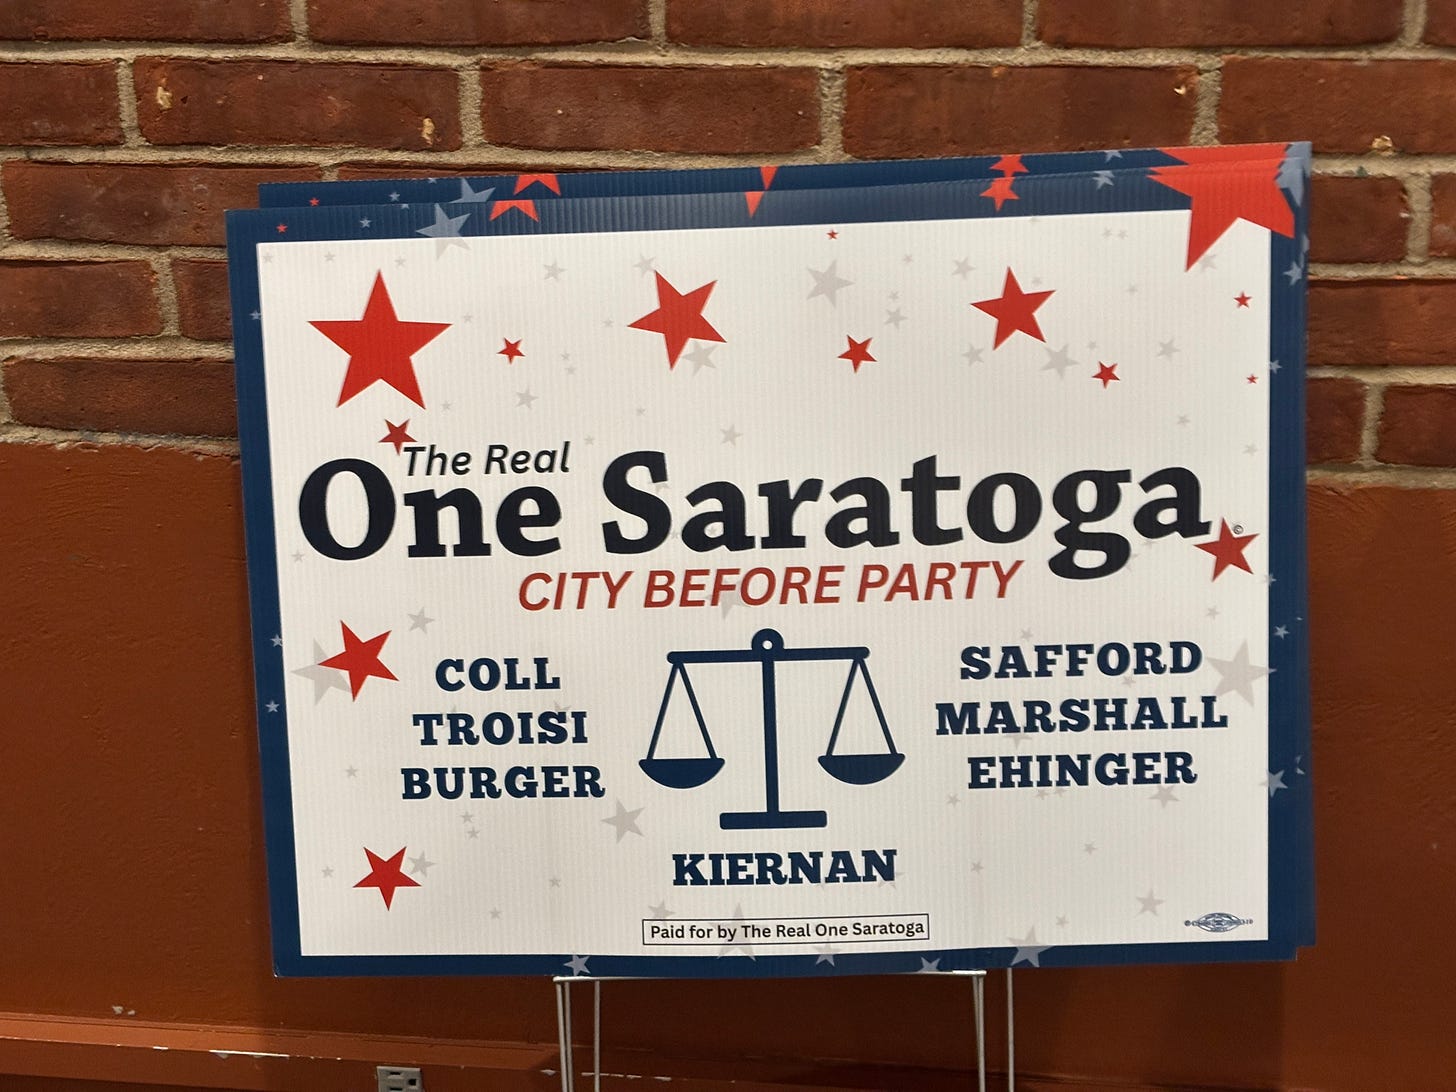 The Real
One Saratoga
©
CITY BEFORE PARTY
COLL
TROISI
BURGER
SAFFORD
MARSHALL
EHINGER
KIERNAN
Paid for by The Real One Saratoga